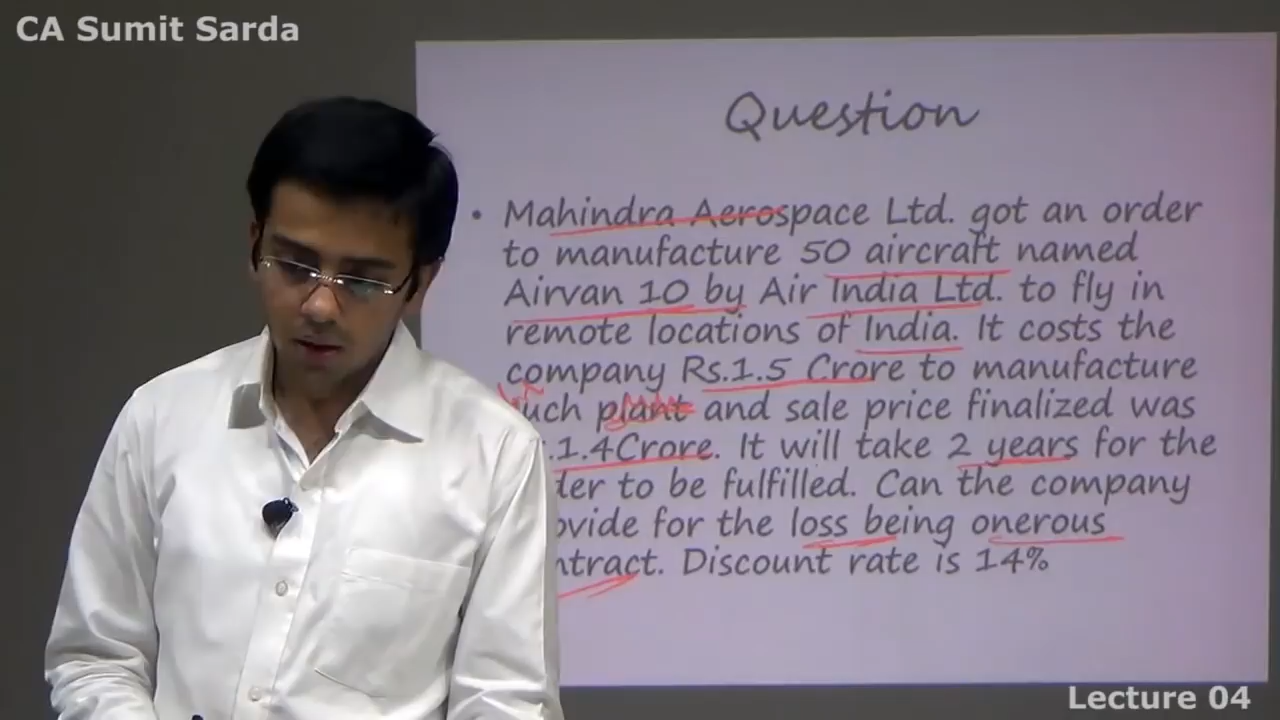 CA Sumit Sarda
Question
• Mahindra Aerospace Ltd. got an order
to manufacture 50 aircraft named
Airvan 10 by Air India Ltd. to fly in
remote locations of India. It costs the
company Rs.1.5 Crore to manufacture
plant and sale price finalized was
.1.4Crore. It will take 2 years for the
to be fulfilled. Can the company
for the loss being onerous
. Discount rate is 14%
Lecture 04